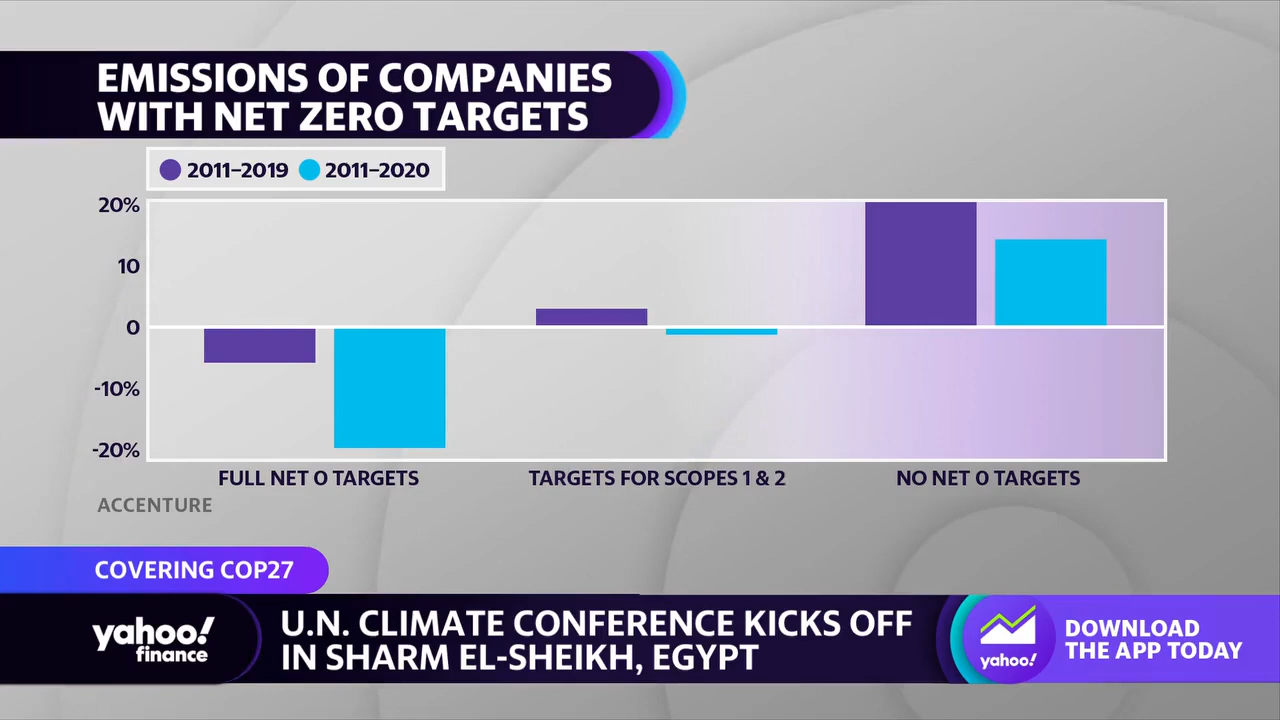 EMISSIONS OF COMPANIES
WITH NET ZERO TARGETS
2011–2019 2011–2020
20%
10
0
-10%
-20%
FULL NET 0 TARGETS TARGETS FOR SCOPES 1 & 2 NO NET 0 TARGETS
ACCENTURE
COVERING COP27
yahoo!
finance
U.N. CLIMATE CONFERENCE KICKS OFF
IN SHARM EL-SHEIKH, EGYPT
yahoo!
DOWNLOAD
THE APP TODAY